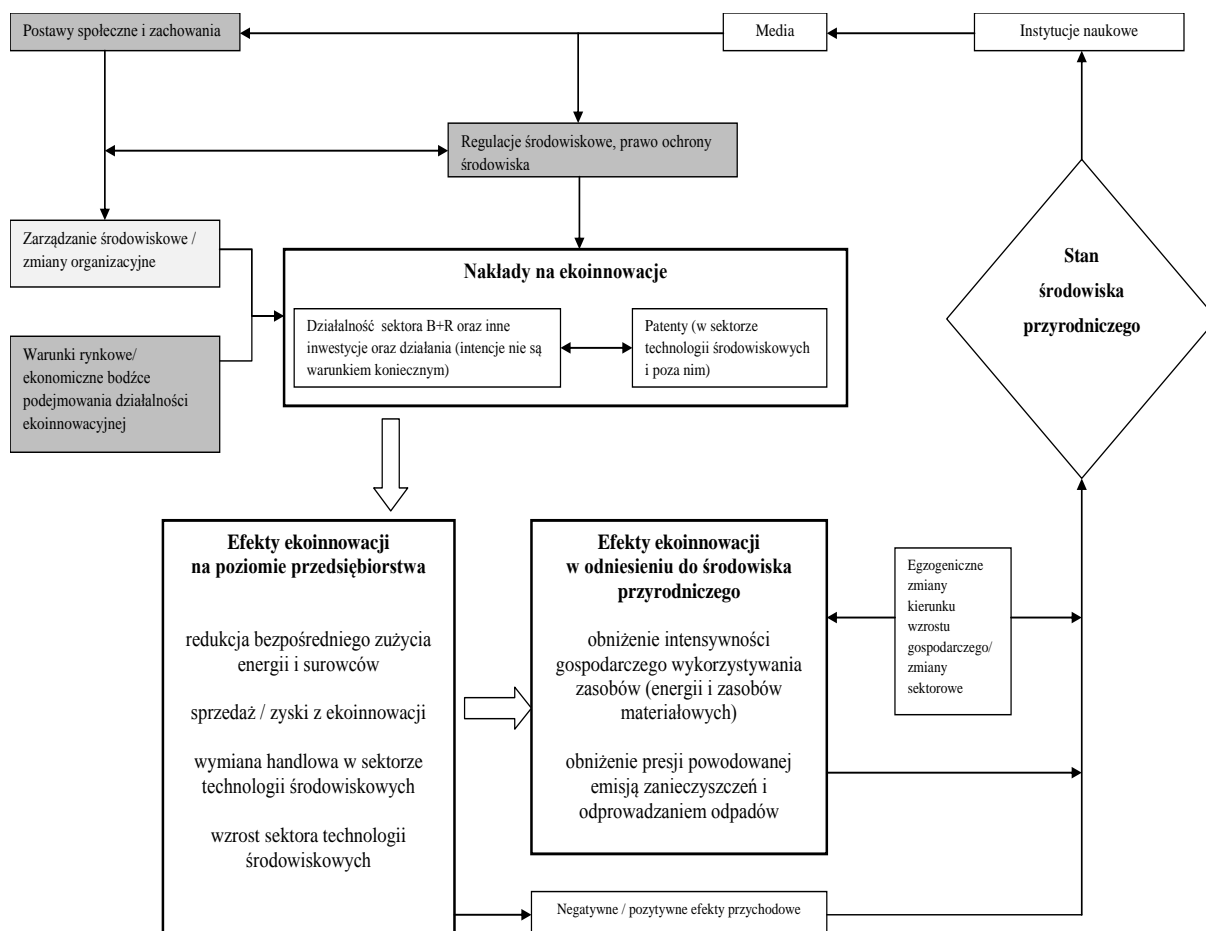 Postawy społeczne i zachowania
Media
Instytucje naukowe
Regulacje środowiskowe, prawo ochrony
środowiska
Zarządzanie środowiskowe /
zmiany organizacyjne
Warunki rynkowe/
ekonomiczne bodźce
podejmowania działalności
ekoinnowacyjnej
Nakłady na ekoinnowacje
Działalność sektora B+R oraz inne
inwestycje oraz działania (intencje nie są
warunkiem koniecznym)
Patenty (w sektorze
technologii środowiskowych
i poza nim)
Stan
środowiska
przyrodniczego
Efekty ekoinnowacji
na poziomie przedsiębiorstwa
redukcja bezpośredniego zużycia
energii i surowców
sprzedaż / zyski z ekoinnowacji
wymiana handlowa w sektorze
technologii środowiskowych
wzrost sektora technologii
środowiskowych
Efekty ekoinnowacji
w odniesieniu do środowiska
przyrodniczego
obniżenie intensywności
gospodarczego wykorzystywania
zasobów (energii i zasobów
materiałowych)
obniżenie presji powodowanej
emisją zanieczyszczeń i
odprowadzaniem odpadów
Egzogeniczne
zmiany
kierunku
wzrostu
gospodarczego/
zmiany
sektorowe
Negatywne / pozytywne efekty przychodowe